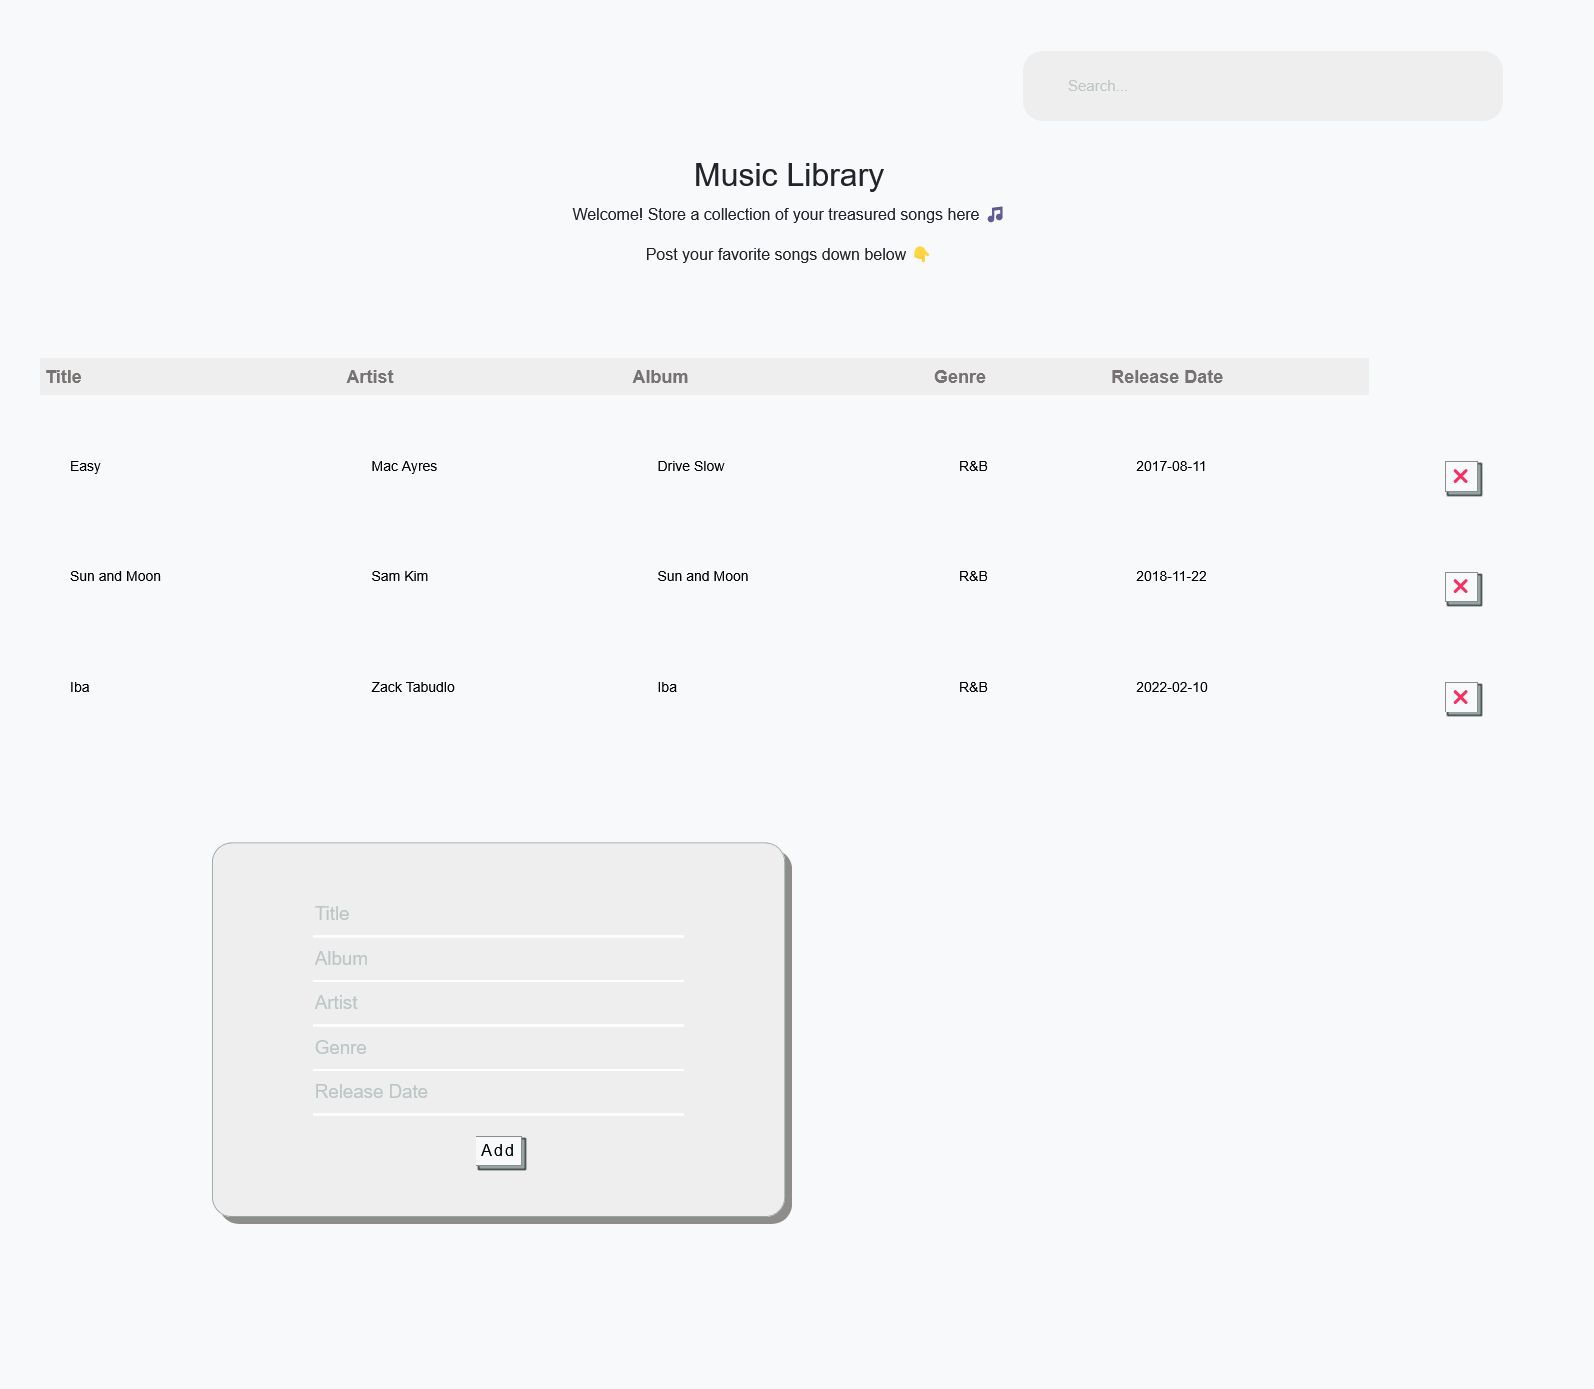 Search...
Music Library
Welcome! Store a collection of your treasured songs here 🎵
Post your favorite songs down below 👇
Title Artist Album Genre Release Date
Easy Mac Ayres Drive Slow R&B 2017-08-11
Sun and Moon Sam Kim Sun and Moon R&B 2018-11-22
Iba Zack Tabudlo Iba R&B 2022-02-10
Title
Album
Artist
Genre
Release Date
Add